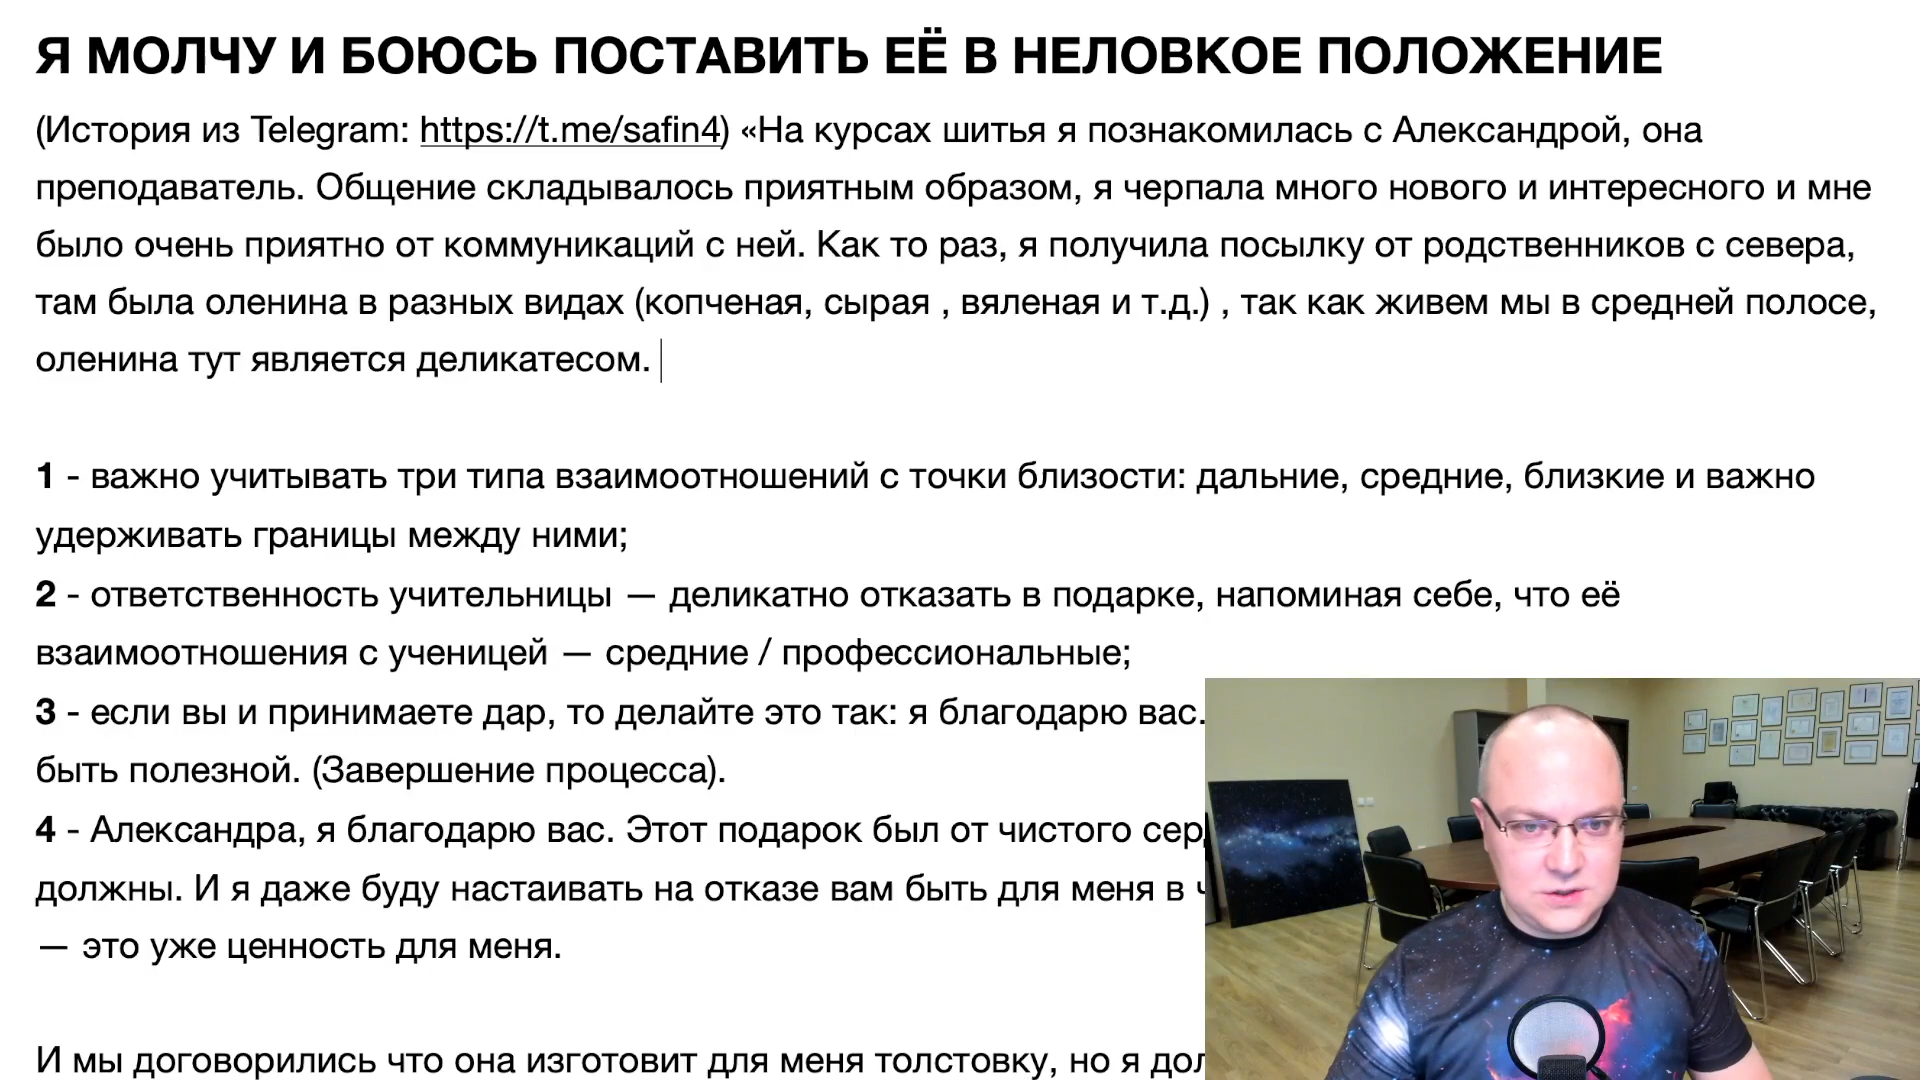 Я МОЛЧУ И БОЮСЬ ПОСТАВИТЬ ЕЁ В НЕЛОВКОЕ ПОЛОЖЕНИЕ
(История из Telegram: https://t.me/safin4) «На курсах шитья я познакомилась с Александрой, она
преподаватель. Общение складывалось приятным образом, я черпала много нового и интересного и мне
было очень приятно от коммуникаций с ней. Как то раз, я получила посылку от родственников с севера,
там была оленина в разных видах (копченая, сырая , вяленая и т.д.) , так как живем мы в средней полосе,
оленина тут является деликатесом.
1 - важно учитывать три типа взаимоотношений с точки близости: дальние, средние, близкие и важно
удерживать границы между ними;
2 - ответственность учительницы — деликатно отказать в подарке, напоминая себе, что её
взаимоотношения с ученицей — средние / профессиональные;
3 - если вы и принимаете дар, то делайте это так: я благодарю вас.
быть полезной. (Завершение процесса).
4 - Александра, я благодарю вас. Этот подарок был от чистого
должны. И я даже буду настаивать на отказе вам быть для меня в
— это уже ценность для меня.
И мы договорились что она изготовит для меня толстовку, но я